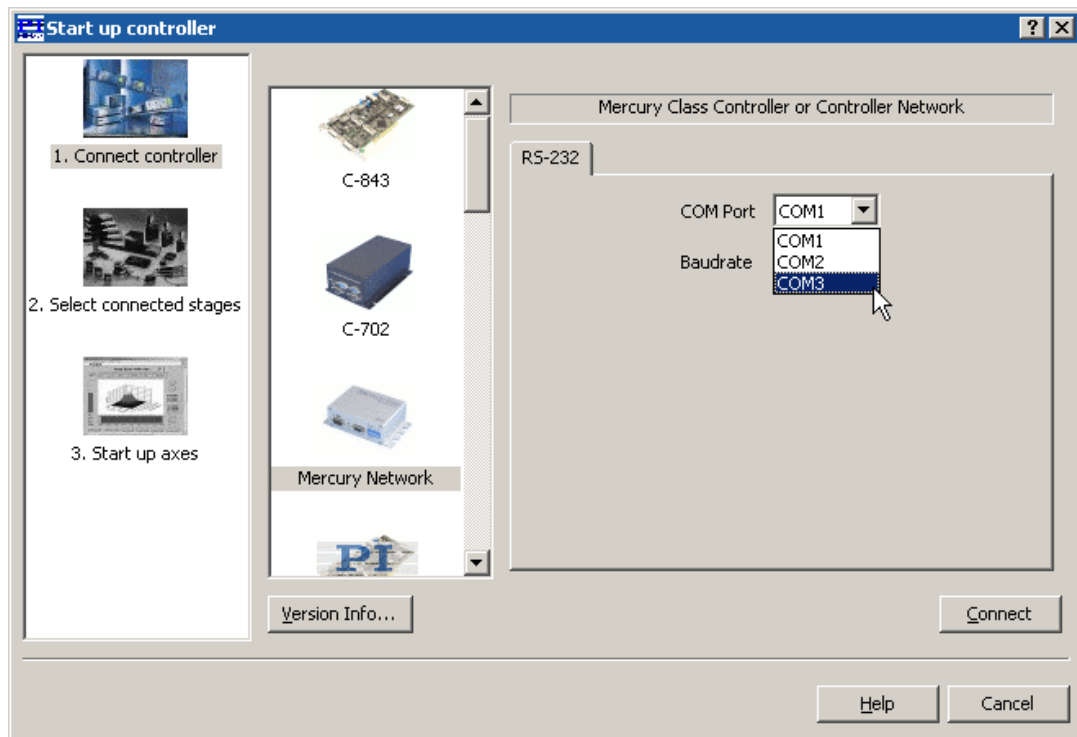 Start up controller
1. Connect controller
2. Select connected stages
3. Start up axes
C-843
C-702
Mercury Network
PI
Version Info...
Mercury Class Controller or Controller Network
RS-232
COM Port COM1
COM1
Baudrate COM2
COM3
Connect
Help Cancel